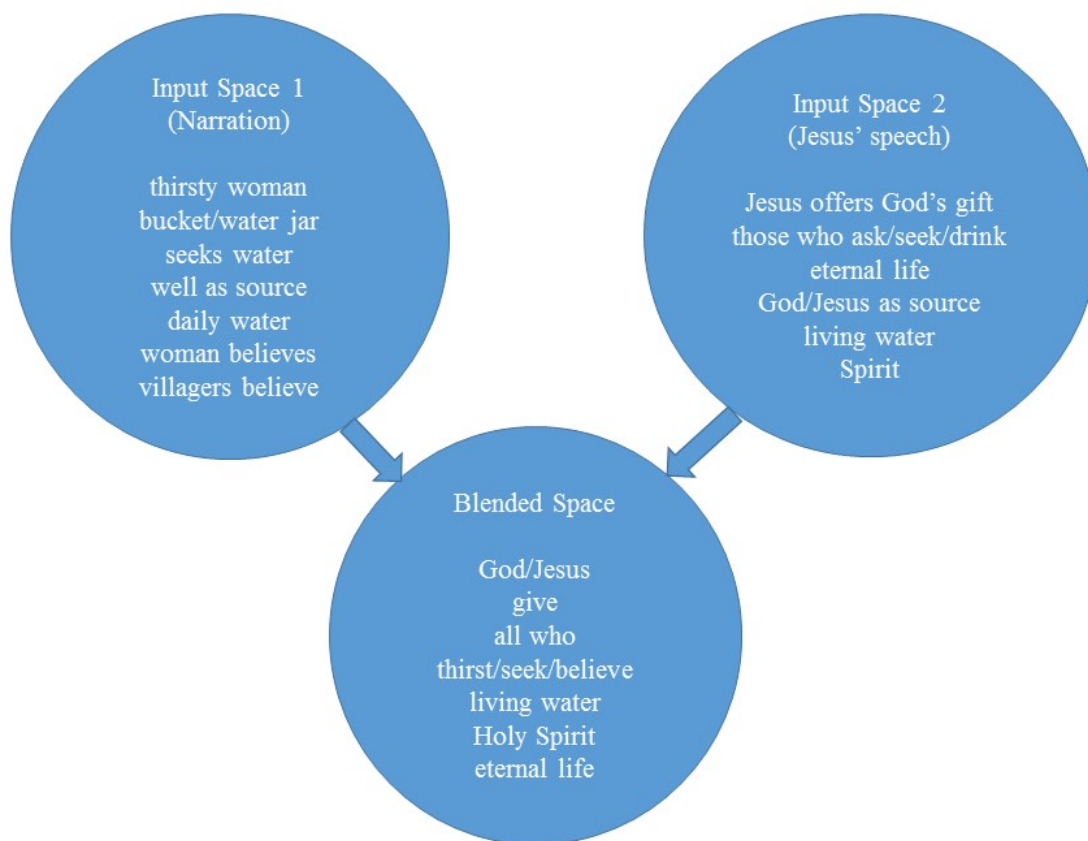 Input Space 1
(Narration)
thirsty woman
bucket/water jar
seeks water
well as source
daily water
woman believes
villagers believe
Input Space 2
(Jesus’ speech)
Jesus offers God’s gift
those who ask/seek/drink
eternal life
God/Jesus as source
living water
Spirit
Blended Space
God/Jesus
give
all who
thirst/seek/believe
living water
Holy Spirit
eternal life